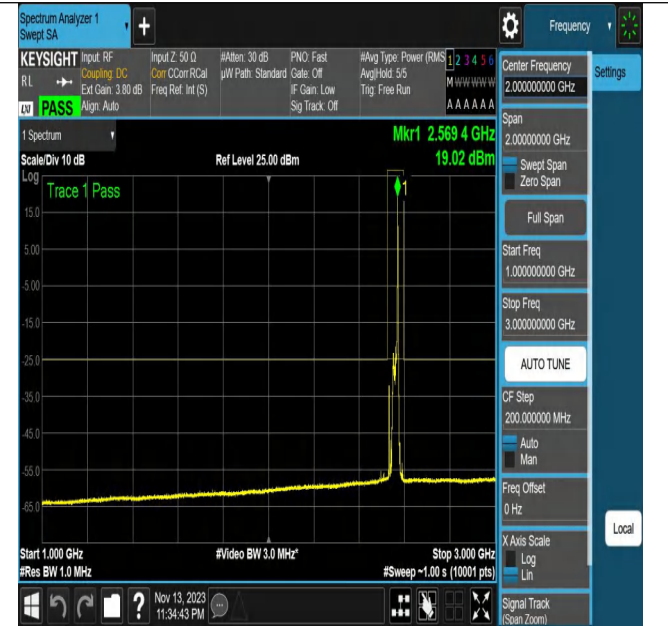 Spectrum Analyzer 1
Swept SA
+
Frequency
KEYSIGHT
RL
LXI
PASS
Input: RF
Coupling: DC
Ext Gain: 3.80 dB
Align: Auto
Input Z: 50 Ω
Corr CCorr RCal
Freq Ref: Int (S)
#Atten: 30 dB
µW Path: Standard
PNO: Fast
Gate: Off
IF Gain: Low
Sig Track: Off
#Avg Type: Power (RMS
Avg|Hold: 5/5
Trig: Free Run
1 2 3 4 5 6
M W W W W W
A A A A A A
1 Spectrum
Scale/Div 10 dB
Ref Level 25.00 dBm
Mkr1 2.569 4 GHz
19.02 dBm
Log
Trace 1 Pass
1
15.0
5.00
-5.00
-15.0
-25.0
-35.0
-45.0
-55.0
-65.0
Start 1.000 GHz
#Video BW 3.0 MHz*
Stop 3.000 GHz
#Res BW 1.0 MHz
#Sweep ~1.00 s (10001 pts)
Center Frequency
2.000000000 GHz
Settings
Span
2.00000000 GHz
Swept Span
Zero Span
Full Span
Start Freq
1.000000000 GHz
Stop Freq
3.000000000 GHz
AUTO TUNE
CF Step
200.000000 MHz
Auto
Man
Freq Offset
0 Hz
X Axis Scale
Log
Lin
Local
Signal Track
(Span Zoom)
?
Nov 13, 2023
11:34:43 PM